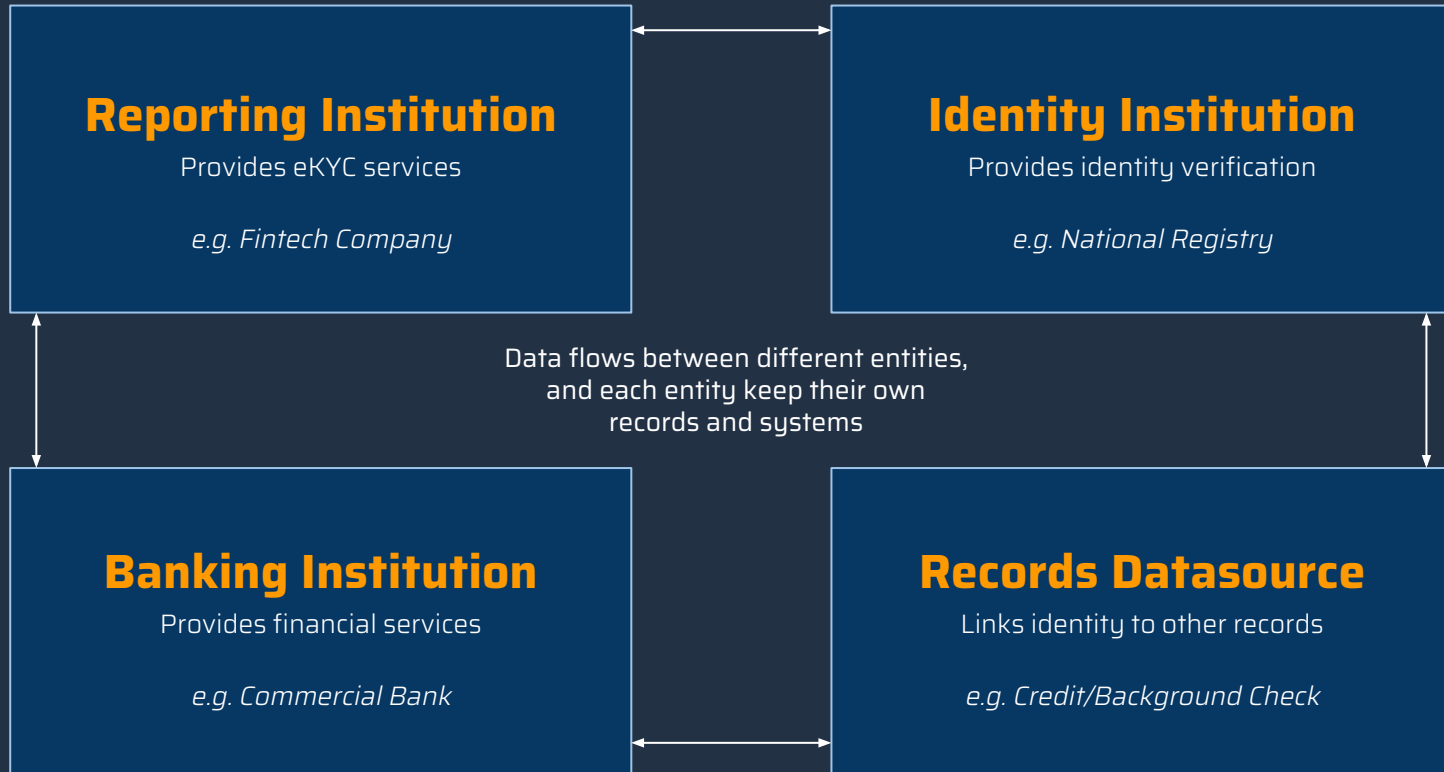 Reporting Institution
Provides eKYC services
e.g. Fintech Company
Identity Institution
Provides identity verification
e.g. National Registry
Data flows between different entities,
and each entity keep their own
records and systems
Banking Institution
Provides financial services
e.g. Commercial Bank
Records Datasource
Links identity to other records
e.g. Credit/Background Check